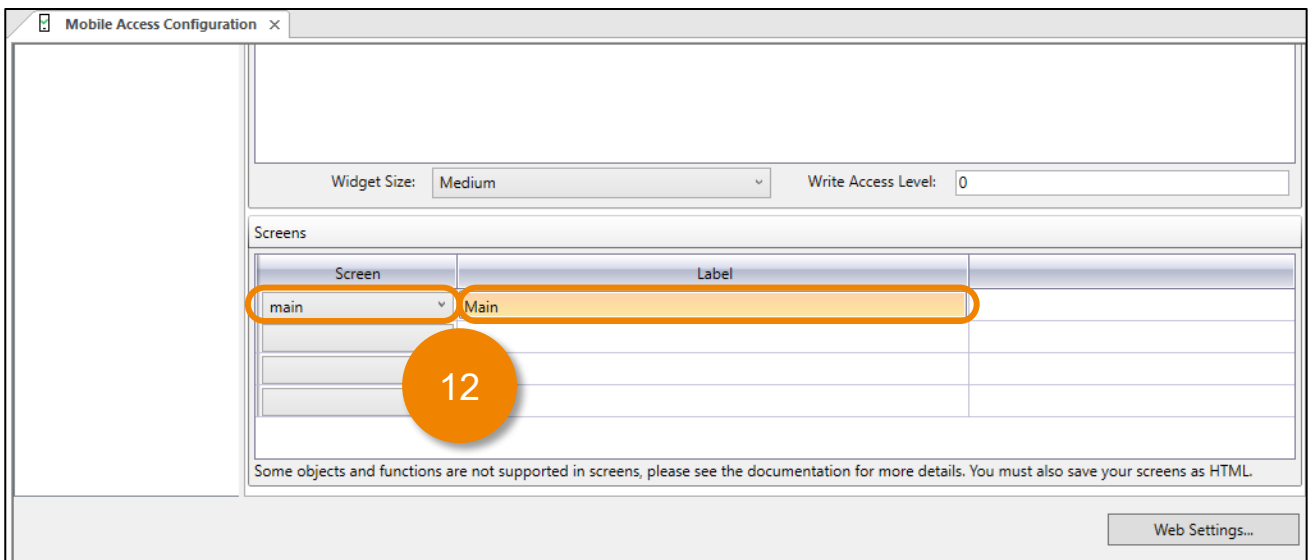 Mobile Access Configuration
Widget Size: Medium Write Access Level: 0
Screens
Screen Label
main Main
12
Some objects and functions are not supported in screens, please see the documentation for more details. You must also save your screens as HTML.
Web Settings...